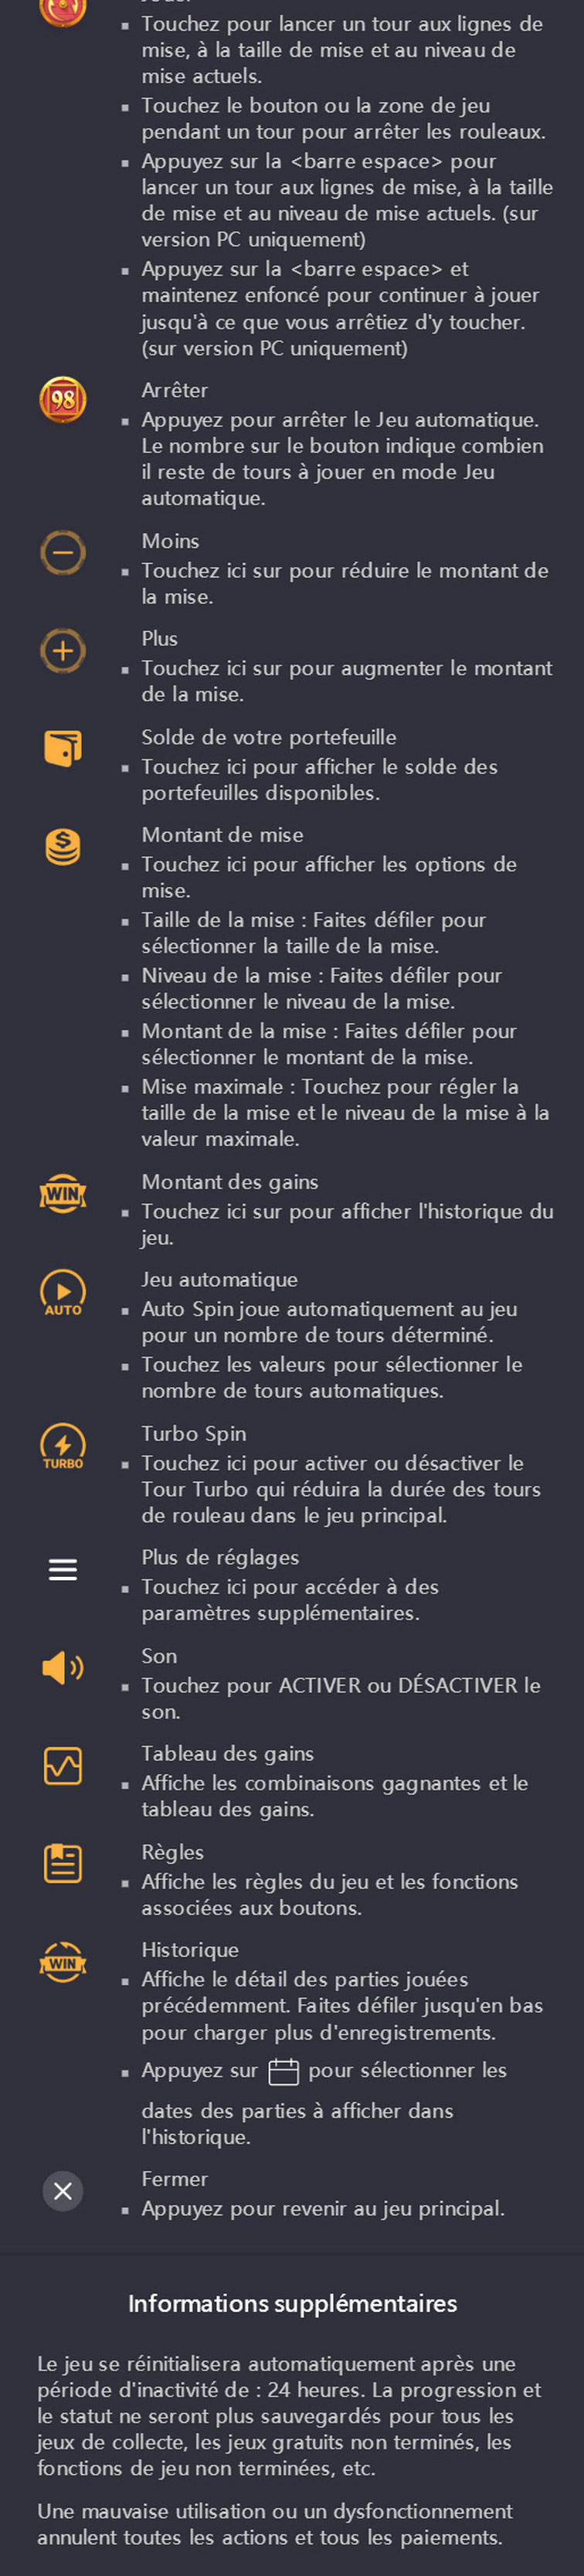 Touchez pour lancer un tour aux lignes de
mise, à la taille de mise et au niveau de
mise actuels.
Touchez le bouton ou la zone de jeu
pendant un tour pour arrêter les rouleaux.
Appuyez sur la <barre espace> pour
lancer un tour aux lignes de mise, à la taille
de mise et au niveau de mise actuels. (sur
version PC uniquement)
Appuyez sur la <barre espace> et
maintenez enfoncé pour continuer à jouer
jusqu'à ce que vous arrêtiez d'y toucher.
(sur version PC uniquement)
98
Arrêter
Appuyez pour arrêter le Jeu automatique.
Le nombre sur le bouton indique combien
il reste de tours à jouer en mode Jeu
automatique.
Moins
Touchez ici sur pour réduire le montant de
la mise.
Plus
Touchez ici sur pour augmenter le montant
de la mise.
Solde de votre portefeuille
Touchez ici pour afficher le solde des
portefeuilles disponibles.
Montant de mise
Touchez ici pour afficher les options de
mise.
Taille de la mise : Faites défiler pour
sélectionner la taille de la mise.
Niveau de la mise : Faites défiler pour
sélectionner le niveau de la mise.
Montant de la mise : Faites défiler pour
sélectionner le montant de la mise.
Mise maximale : Touchez pour régler la
taille de la mise et le niveau de la mise à la
valeur maximale.
WIN
Montant des gains
Touchez ici sur pour afficher l'historique du
jeu.
AUTO
Jeu automatique
Auto Spin joue automatiquement au jeu
pour un nombre de tours déterminé.
Touchez les valeurs pour sélectionner le
nombre de tours automatiques.
TURBO
Turbo Spin
Touchez ici pour activer ou désactiver le
Tour Turbo qui réduira la durée des tours
de rouleau dans le jeu principal.
Plus de réglages
Touchez ici pour accéder à des
paramètres supplémentaires.
Son
Touchez pour ACTIVER ou DÉSACTIVER le
son.
Tableau des gains
Affiche les combinaisons gagnantes et le
tableau des gains.
Règles
Affiche les règles du jeu et les fonctions
associées aux boutons.
WIN
Historique
Affiche le détail des parties jouées
précédemment. Faites défiler jusqu'en bas
pour charger plus d'enregistrements.
Appuyez sur pour sélectionner les
dates des parties à afficher dans
l'historique.
Fermer
Appuyez pour revenir au jeu principal.
Informations supplémentaires
Le jeu se réinitialisera automatiquement après une
période d'inactivité de : 24 heures. La progression et
le statut ne seront plus sauvegardés pour tous les
jeux de collecte, les jeux gratuits non terminés, les
fonctions de jeu non terminées, etc.
Une mauvaise utilisation ou un dysfonctionnement
annulent toutes les actions et tous les paiements.